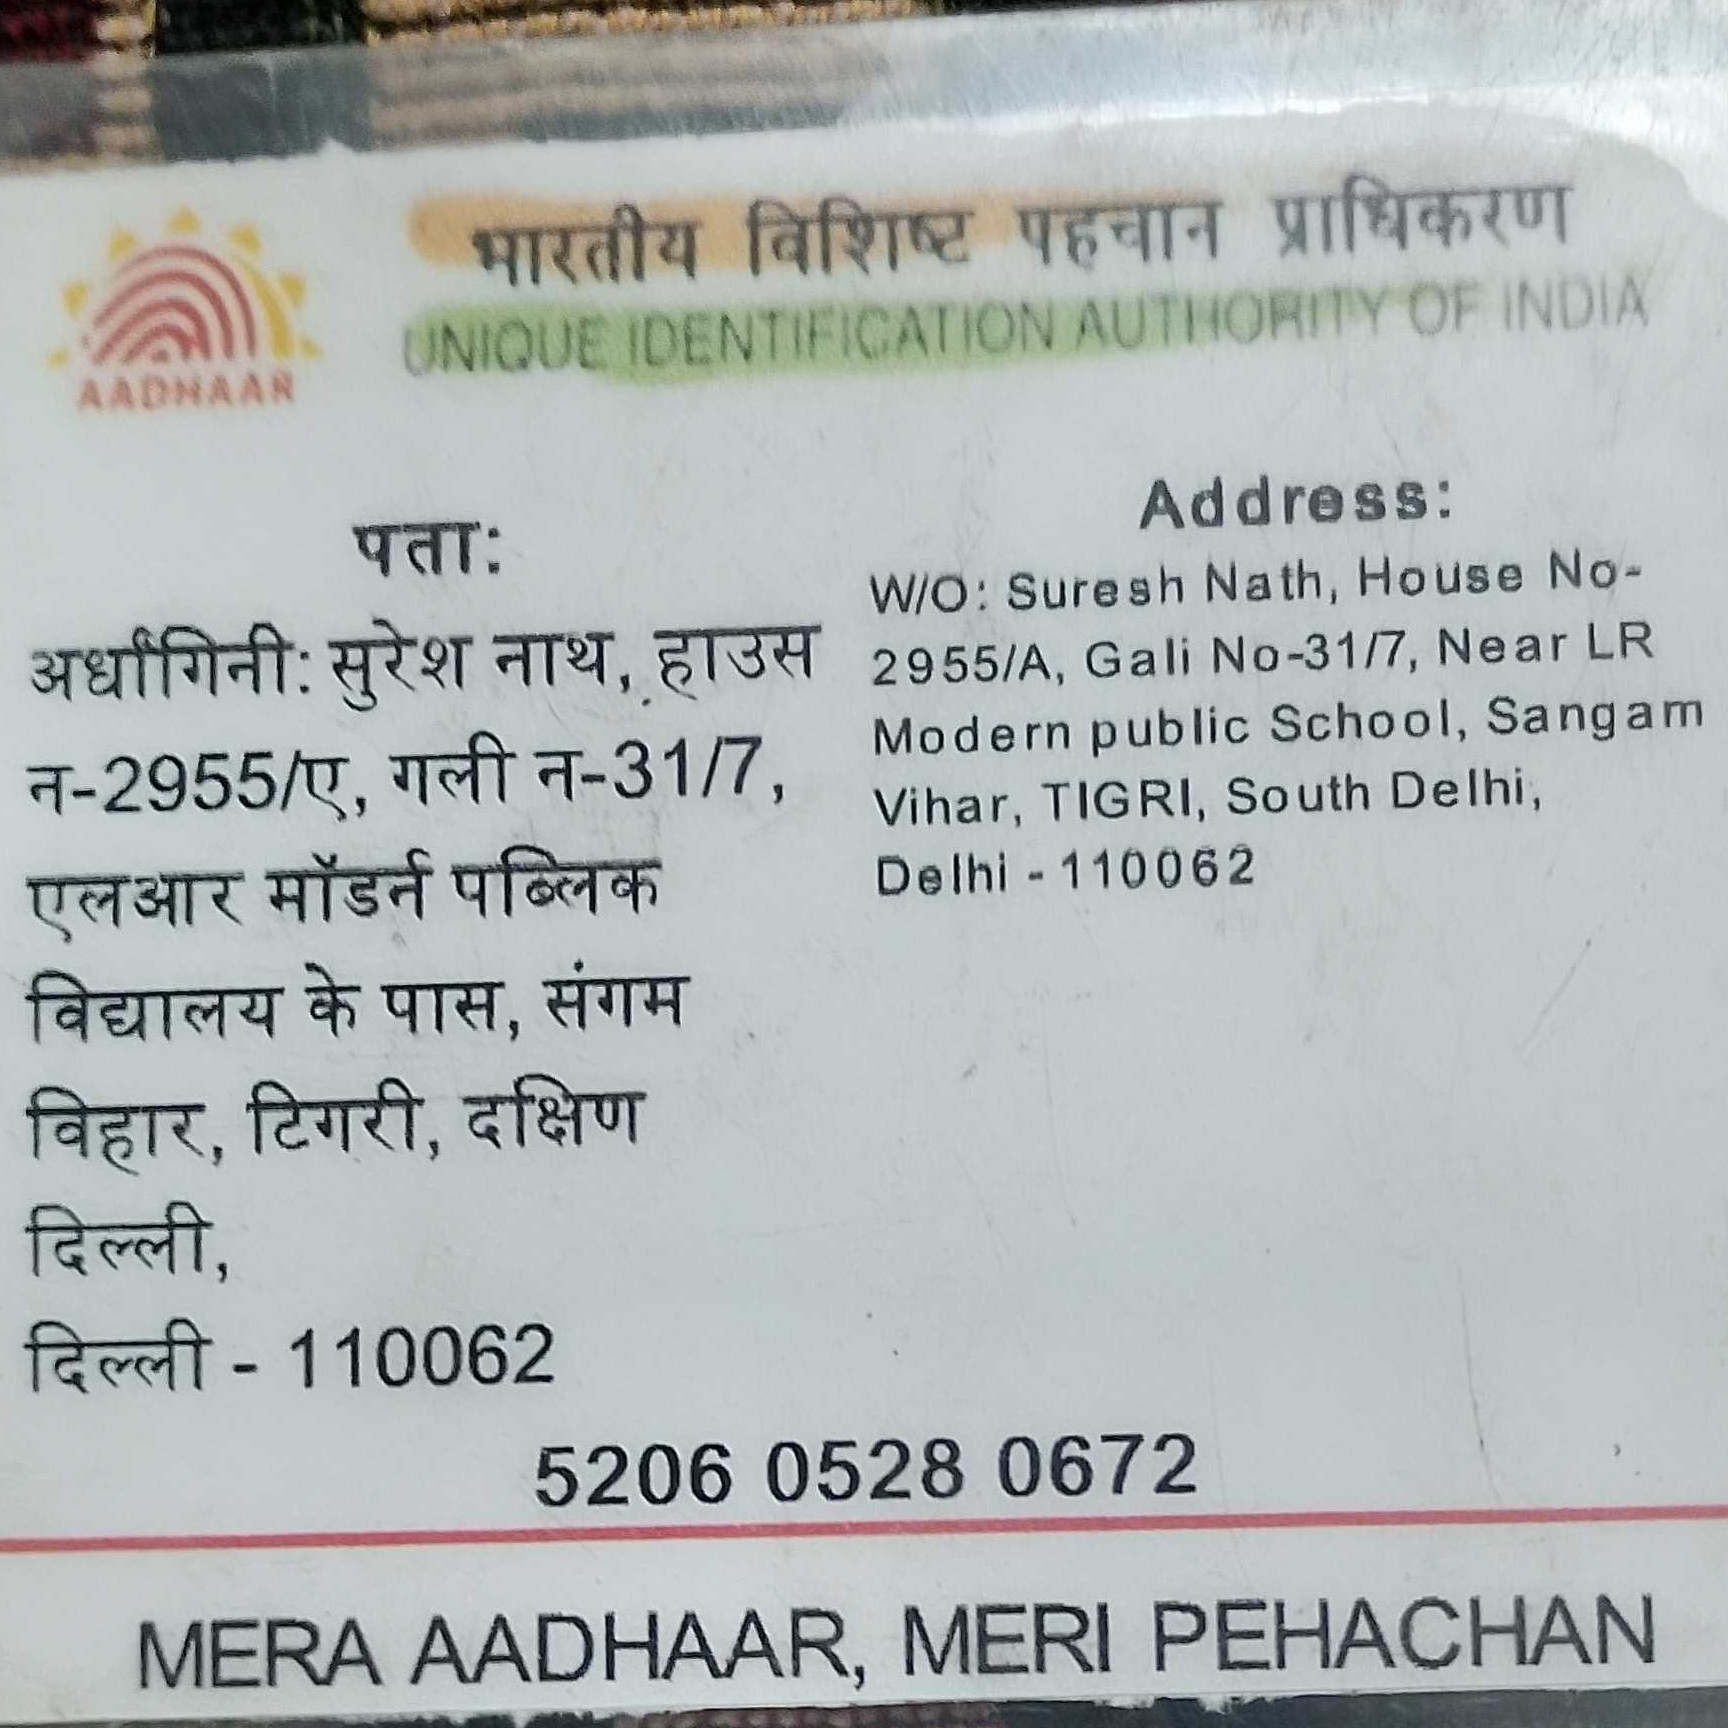 भारतीय विशिष्ट पहचान प्राधिकरण
UNIQUE IDENTIFICATION AUTHORITY OF INDIA
AADHAAR
पता:
अर्धांगिनी: सुरेश नाथ, हाउस
न-2955/ए, गली न-31/7,
एलआर मॉडर्न पब्लिक
विद्यालय के पास, संगम
विहार, टिगरी, दक्षिण
दिल्ली,
दिल्ली - 110062
Address:
W/O: Suresh Nath, House No-
2955/A, Gali No-31/7, Near LR
Modern public School, Sangam
Vihar, TIGRI, South Delhi,
Delhi - 110062
5206 0528 0672
MERA AADHAAR, MERI PEHACHAN